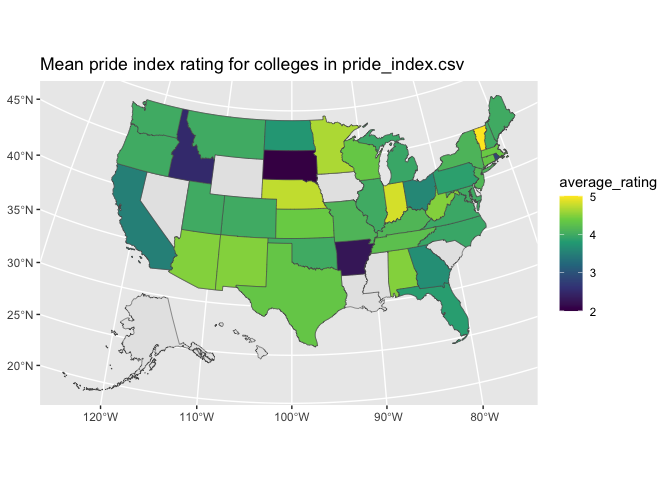 Mean pride index rating for colleges in pride_index.csv
45°N
40°N
35°N
30°N
25°N
20°N
120°W
110°W
100°W
90°W
80°W
average_rating
5
4
3
2